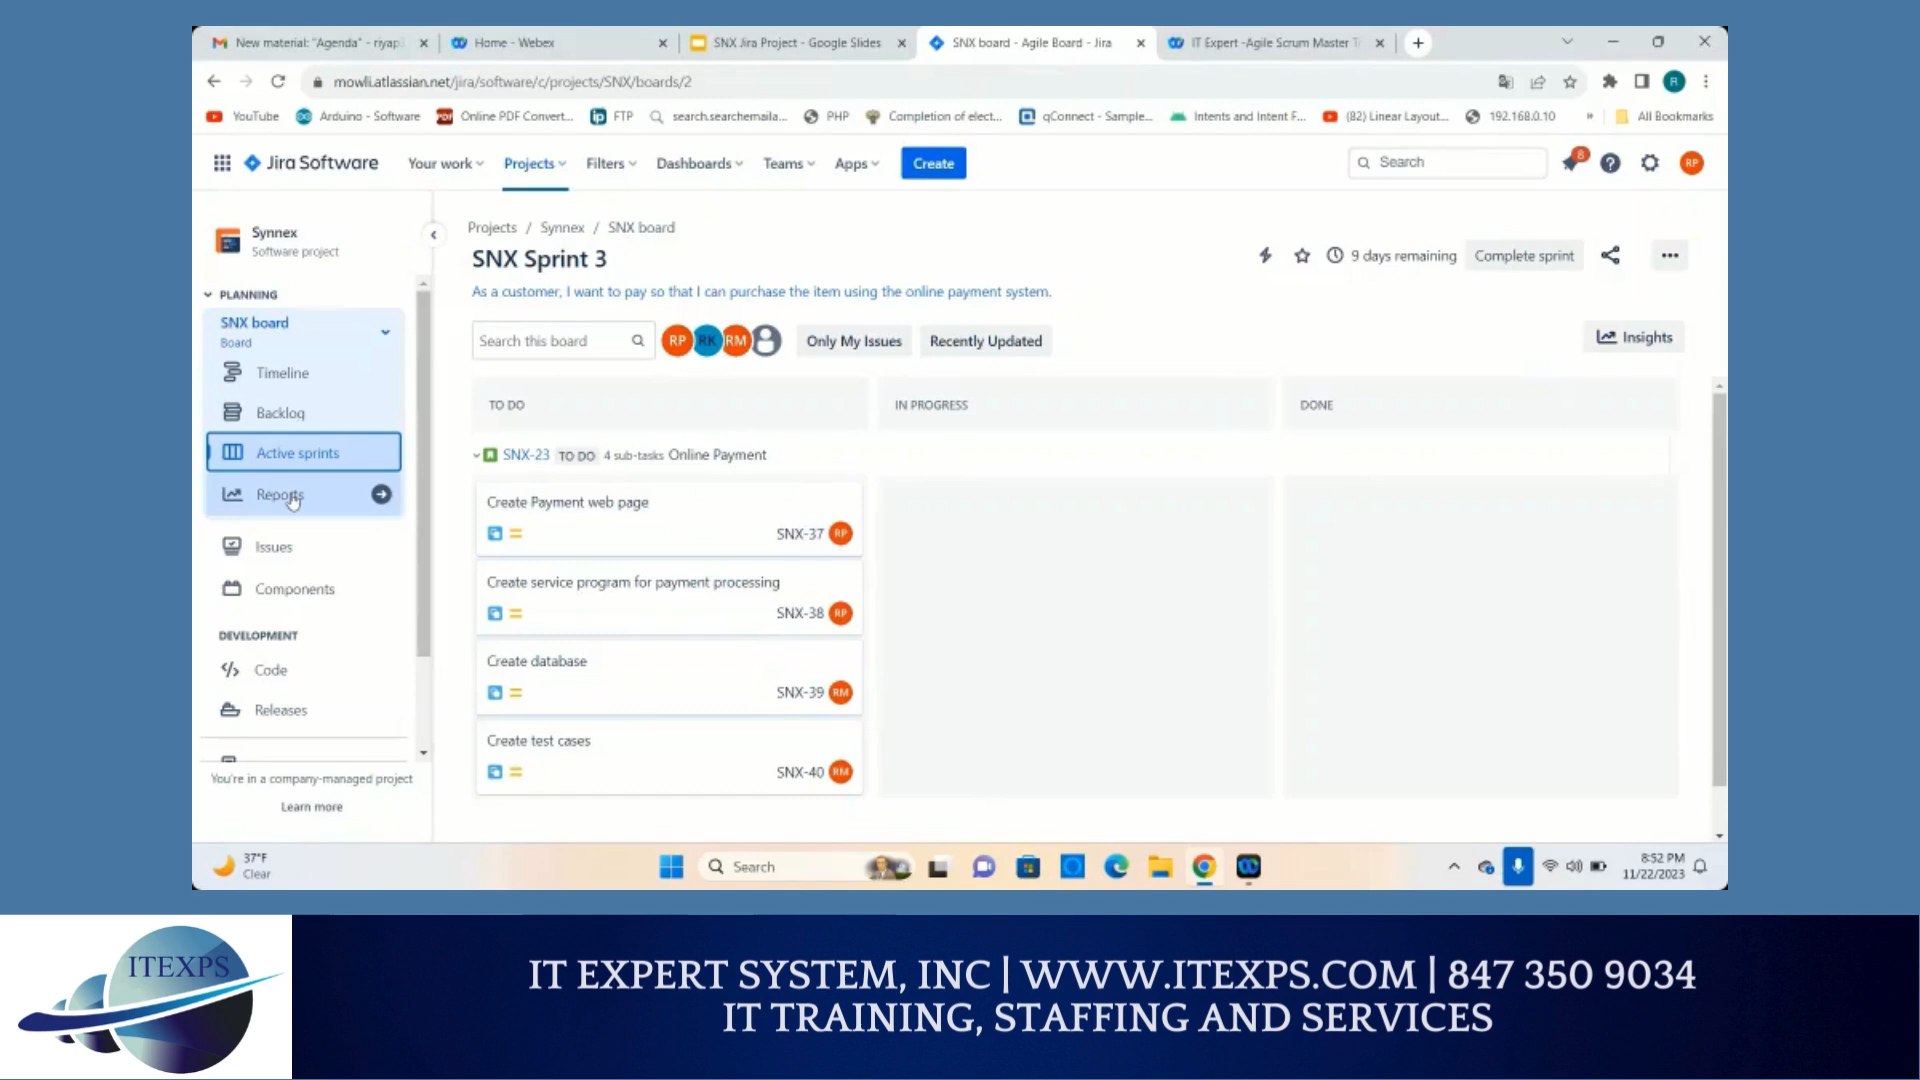 New material: "Agenda" - riyap
Home - Webex
SNX Jira Project - Google Slides
SNX board - Agile Board - Jira
IT Expert -Agile Scrum Master T
mowli.atlassian.net/jira/software/c/projects/SNX/boards/2
R
YouTube
Arduino - Software
Online PDF Convert...
FTP
search.searchemaila...
PHP
Completion of elect...
qConnect - Sample...
Intents and Intent F...
(82) Linear Layout...
192.168.0.10
»
All Bookmarks
Jira Software
Your work
Projects
Filters
Dashboards
Teams
Apps
Create
Search
8
RP
Synnex
Software project
PLANNING
SNX board
Board
Timeline
Backlog
Active sprints
Reports
Issues
Components
DEVELOPMENT
Code
Releases
You're in a company-managed project
Learn more
Projects / Synnex / SNX board
SNX Sprint 3
9 days remaining
Complete sprint
As a customer, I want to pay so that I can purchase the item using the online payment system.
Search this board
RP
RK
RM
Only My Issues
Recently Updated
Insights
TO DO
IN PROGRESS
DONE
SNX-23 TO DO 4 sub-tasks Online Payment
Create Payment web page
SNX-37 RP
Create service program for payment processing
SNX-38 RP
Create database
SNX-39 RM
Create test cases
SNX-40 RM
37°F
Clear
Search
8:52 PM
11/22/2023
ITEXPS
IT EXPERT SYSTEM, INC | WWW.ITEXPS.COM | 847 350 9034
IT TRAINING, STAFFING AND SERVICES